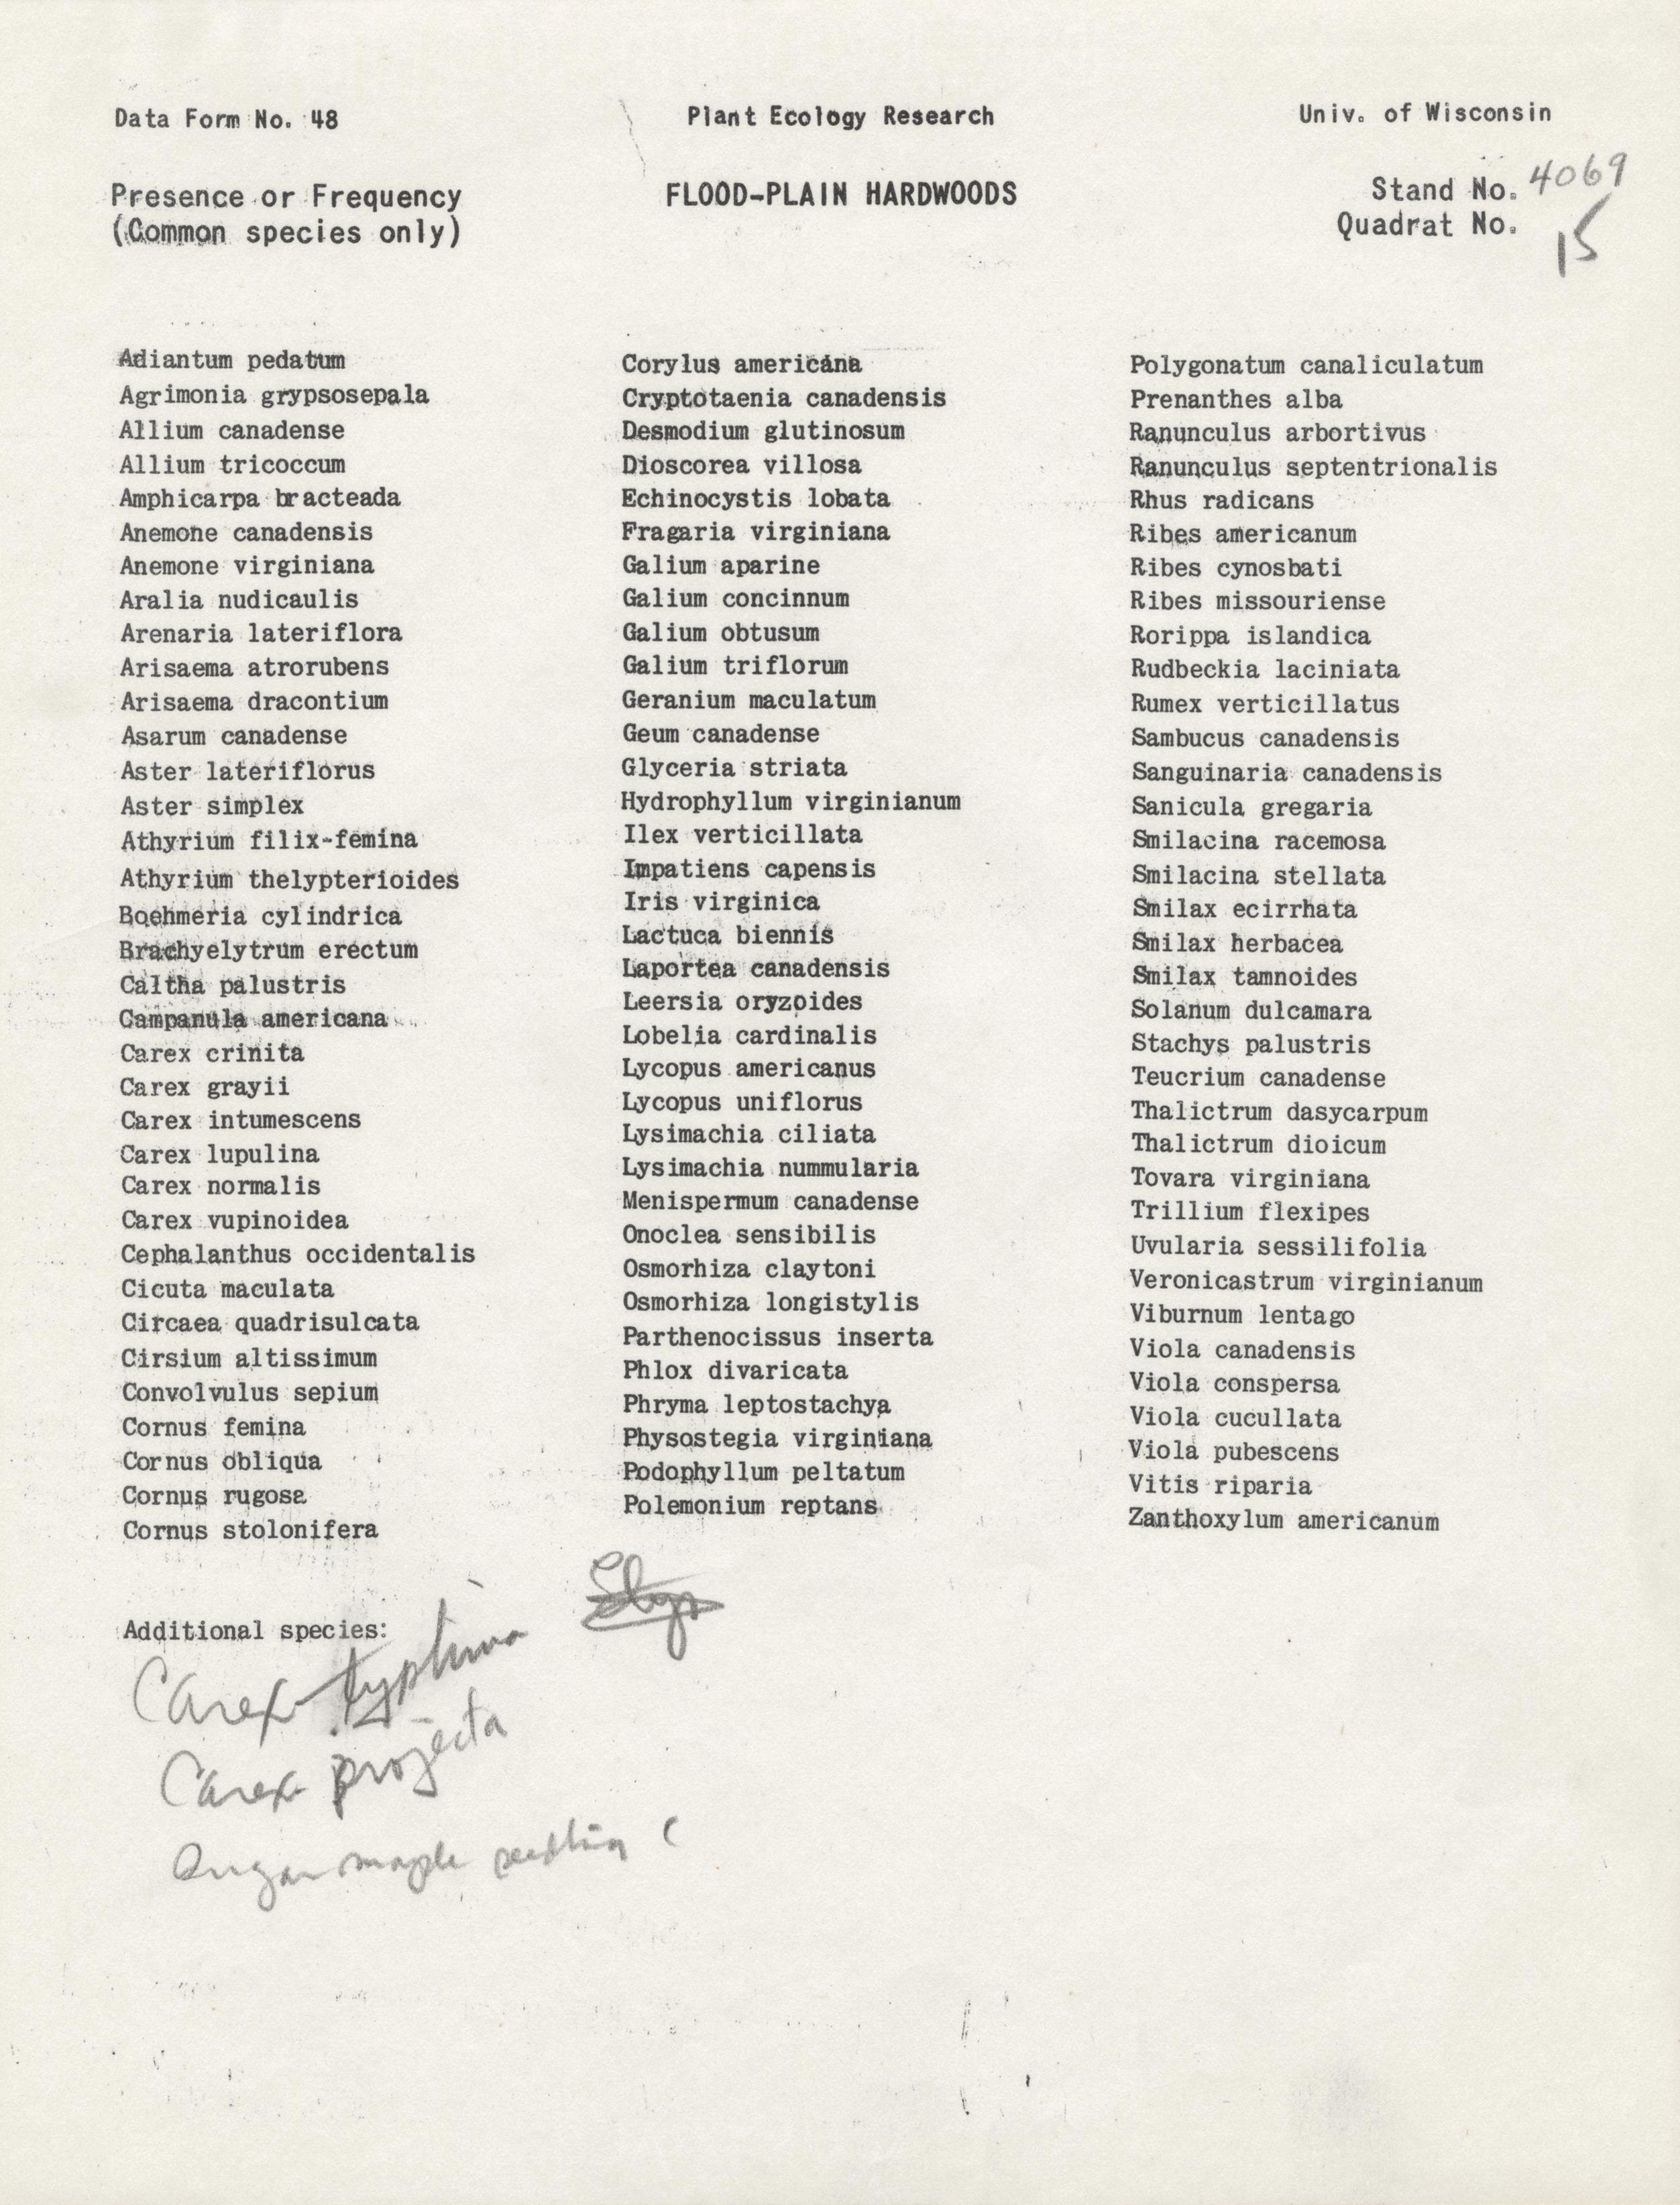 Data Form No. 48
Plant Ecology Research
Univ. of Wisconsin
Presence or Frequency
(Common species only)
FLOOD-PLAIN HARDWOODS
Stand No. 4069
Quadrat No. 15
Adiantum pedatum
Agrimonia grypsosepala
Allium canadense
Allium tricoccum
Amphicarpa bracteada
Anemone canadensis
Anemone virginiana
Aralia nudicaulis
Arenaria lateriflora
Arisaema atrorubens
Arisaema dracontium
Asarum canadense
Aster lateriflorus
Aster simplex
Athyrium filix-femina
Athyrium thelypterioides
Boehmeria cylindrica
Brachyelytrum erectum
Caltha palustris
Campanula americana
Carex crinita
Carex grayii
Carex intumescens
Carex lupulina
Carex normalis
Carex vupinoidea
Cephalanthus occidentalis
Cicuta maculata
Circaea quadrisulcata
Cirsium altissimum
Convolvulus sepium
Cornus femina
Cornus obliqua
Cornus rugosa
Cornus stolonifera
Corylus americana
Cryptotaenia canadensis
Desmodium glutinosum
Dioscorea villosa
Echinocystis lobata
Fragaria virginiana
Galium aparine
Galium concinnum
Galium obtusum
Galium triflorum
Geranium maculatum
Geum canadense
Glyceria striata
Hydrophyllum virginianum
Ilex verticillata
Impatiens capensis
Iris virginica
Lactuca biennis
Laportea canadensis
Leersia oryzoides
Lobelia cardinalis
Lycopus americanus
Lycopus uniflorus
Lysimachia ciliata
Lysimachia nummularia
Menispermum canadense
Onoclea sensibilis
Osmorhiza claytoni
Osmorhiza longistylis
Parthenocissus inserta
Phlox divaricata
Phryma leptostachya
Physostegia virginiana
Podophyllum peltatum
Polemonium reptans
Polygonatum canaliculatum
Prenanthes alba
Ranunculus arbortivus
Ranunculus septentrionalis
Rhus radicans
Ribes americanum
Ribes cynosbati
Ribes missouriense
Rorippa islandica
Rudbeckia laciniata
Rumex verticillatus
Sambucus canadensis
Sanguinaria canadensis
Sanicula gregaria
Smilacina racemosa
Smilacina stellata
Smilax ecirrhata
Smilax herbacea
Smilax tamnoides
Solanum dulcamara
Stachys palustris
Teucrium canadense
Thalictrum dasycarpum
Thalictrum dioicum
Tovara virginiana
Trillium flexipes
Uvularia sessilifolia
Veronicastrum virginianum
Viburnum lentago
Viola canadensis
Viola conspersa
Viola cucullata
Viola pubescens
Vitis riparia
Zanthoxylum americanum
Additional species:
Carex typhina
Carex projecta
Sugar maple seedling